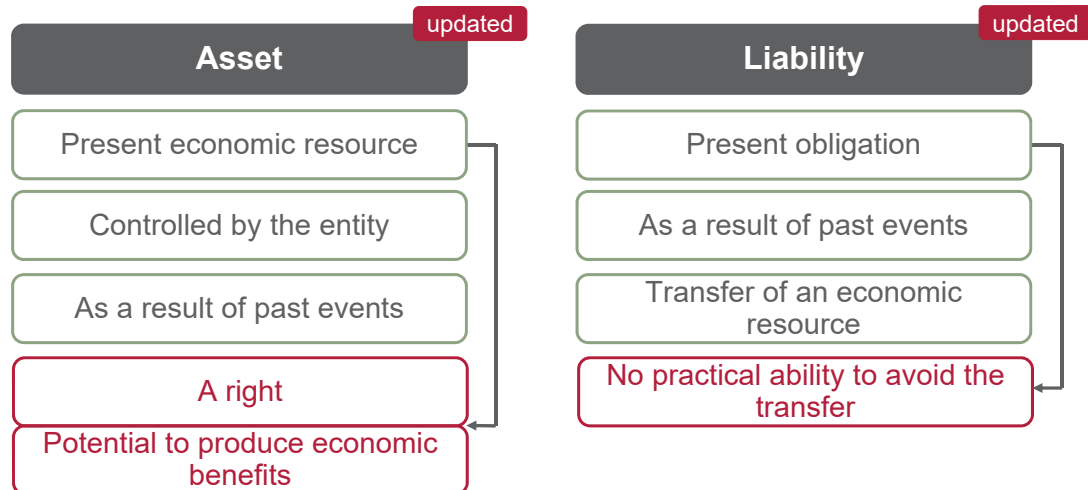 updated
Asset
Present economic resource
Controlled by the entity
As a result of past events
A right
Potential to produce economic
benefits
updated
Liability
Present obligation
As a result of past events
Transfer of an economic
resource
No practical ability to avoid the
transfer